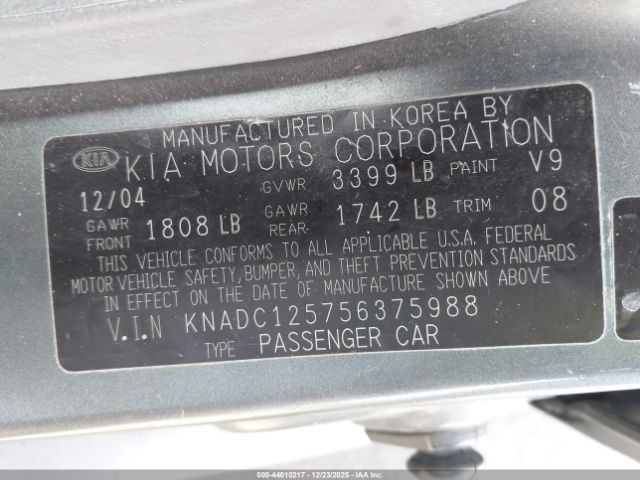 MANUFACTURED IN KOREA BY
KIA KIA MOTORS CORPORATION
12/04 GVWR 3399 LB PAINT V9
GAWR FRONT 1808 LB GAWR REAR 1742 LB TRIM 08
THIS VEHICLE CONFORMS TO ALL APPLICABLE U.S.A. FEDERAL
MOTOR VEHICLE SAFETY, BUMPER, AND THEFT PREVENTION STANDARDS
IN EFFECT ON THE DATE OF MANUFACTURE SHOWN ABOVE
V.I.N KNADC125756375988
TYPE PASSENGER CAR
000-44010217 - 12/23/2025 - IAA Inc.